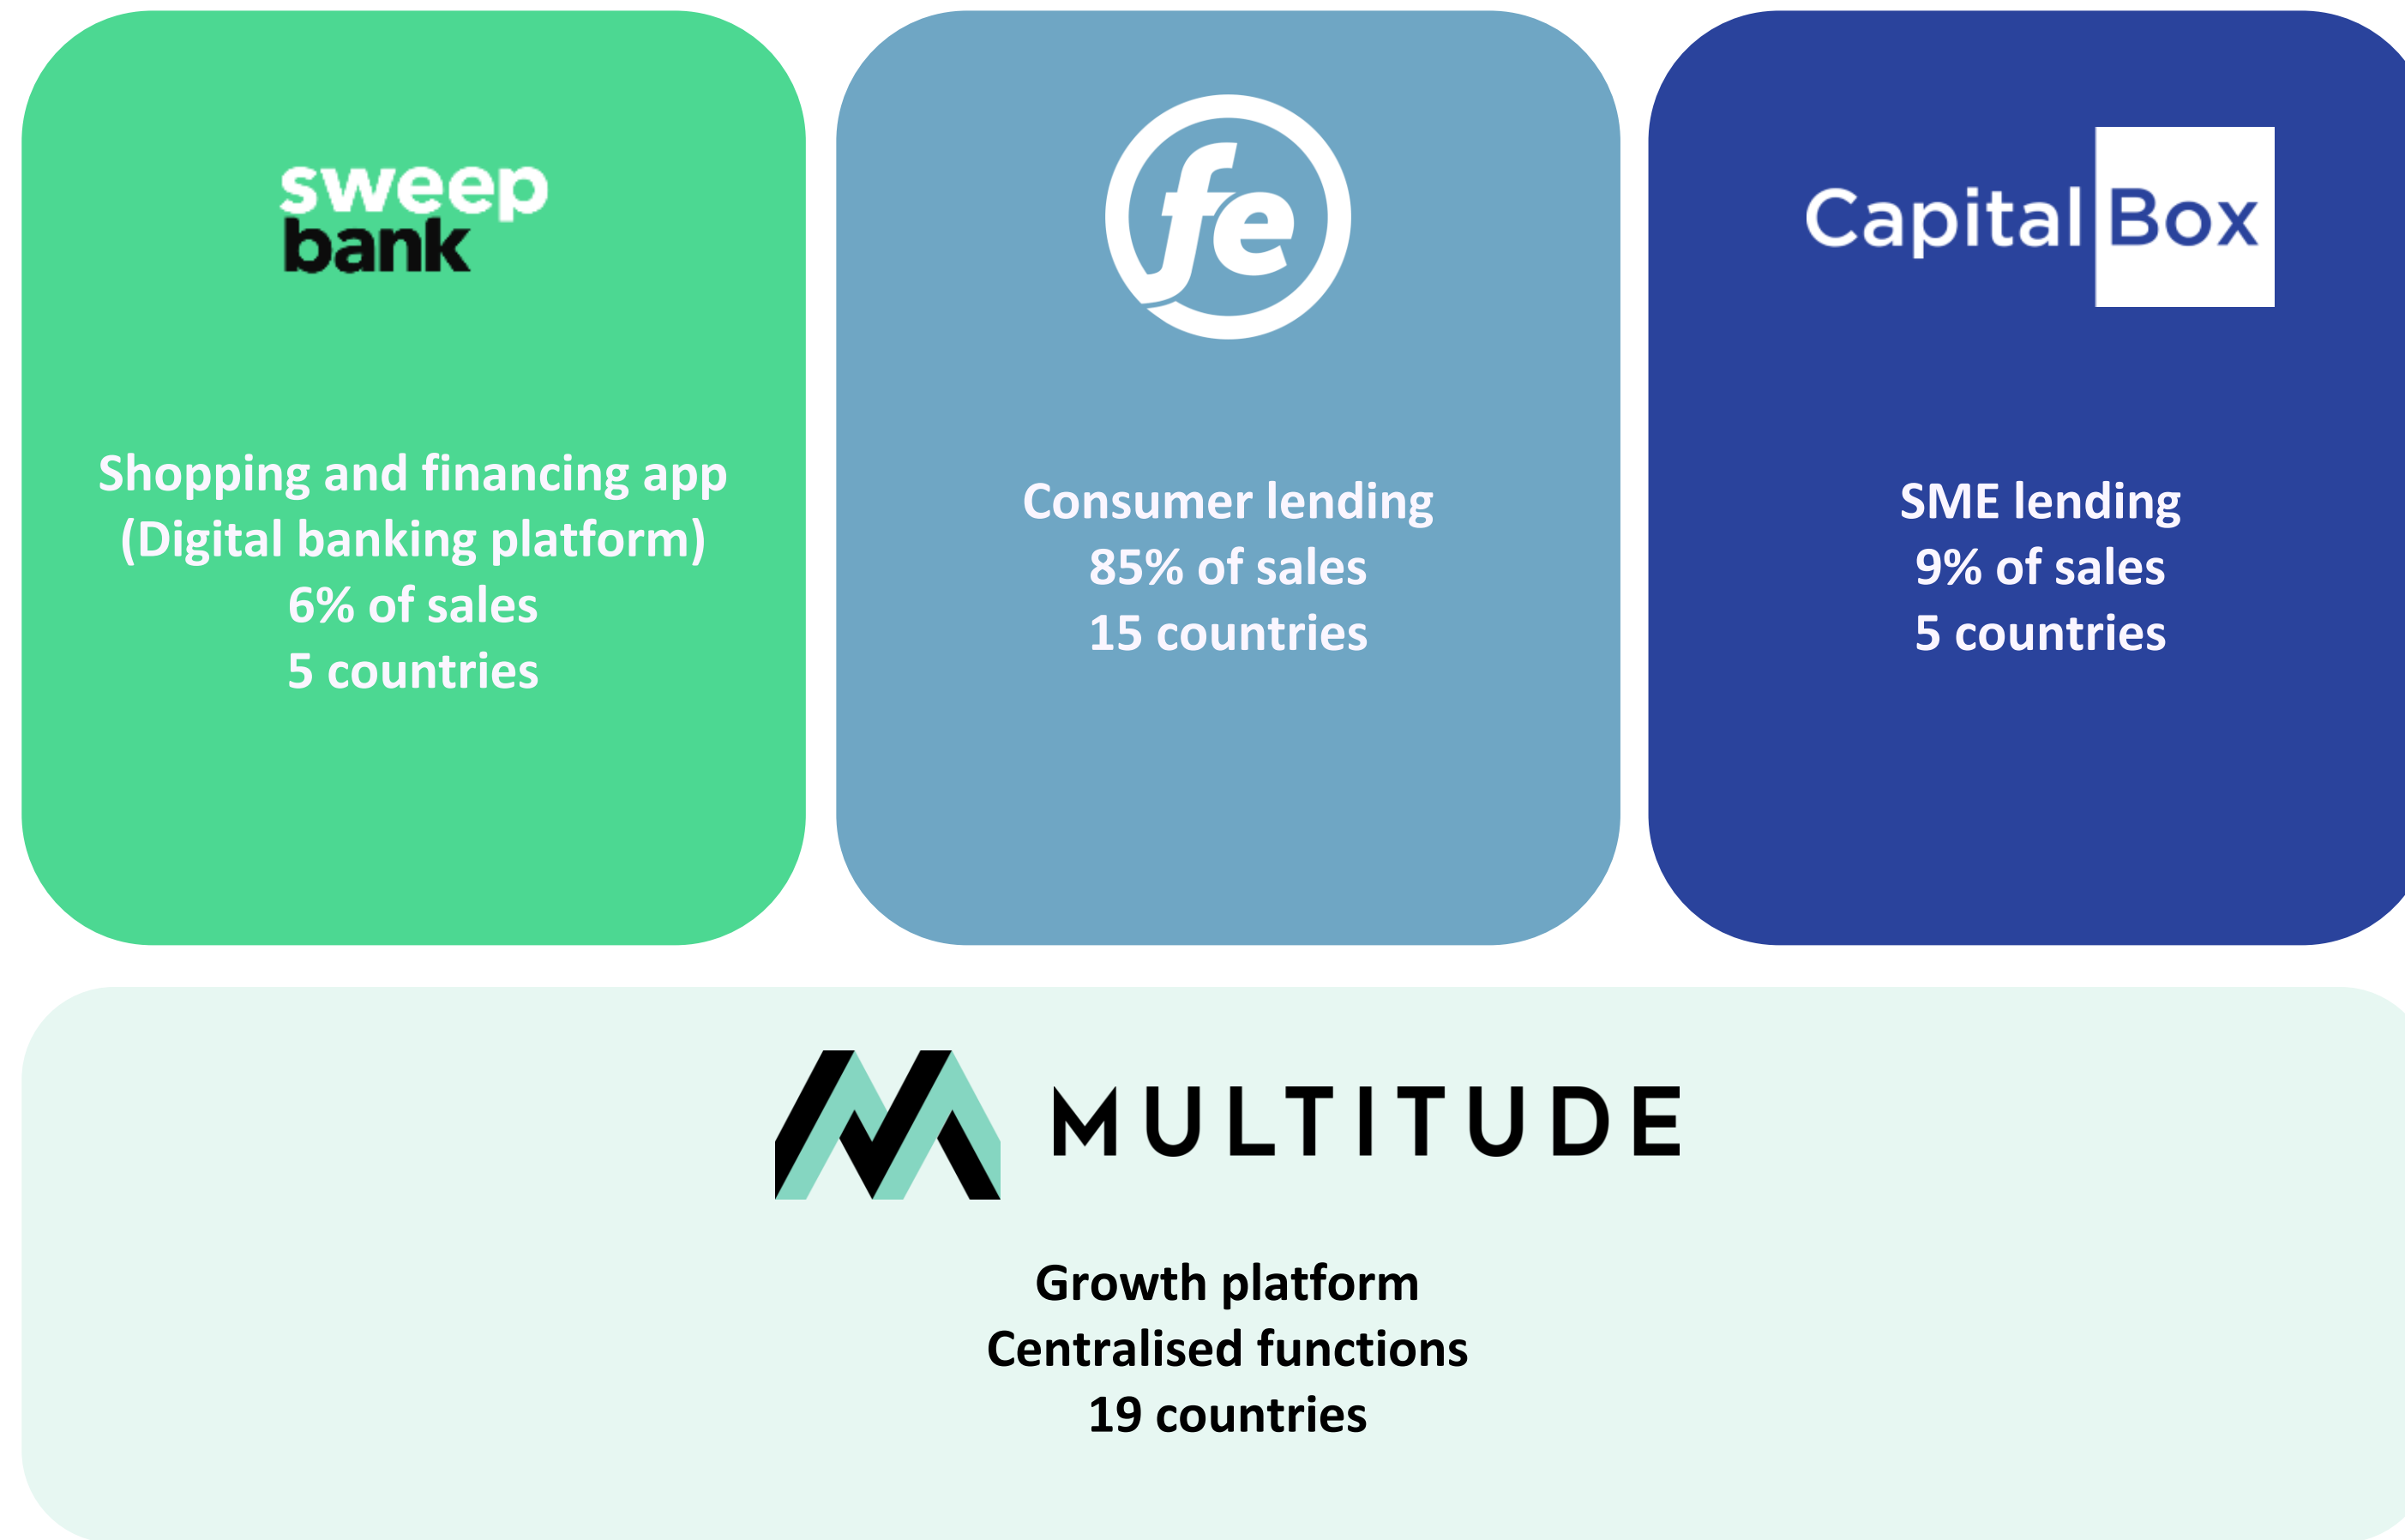 sweep
bank
Shopping and financing app
(Digital banking platform)
6% of sales
5 countries
fe
Consumer lending
85% of sales
15 countries
Capital Box
SME lending
9% of sales
5 countries
MULTITUDE
Growth platform
Centralised functions
19 countries